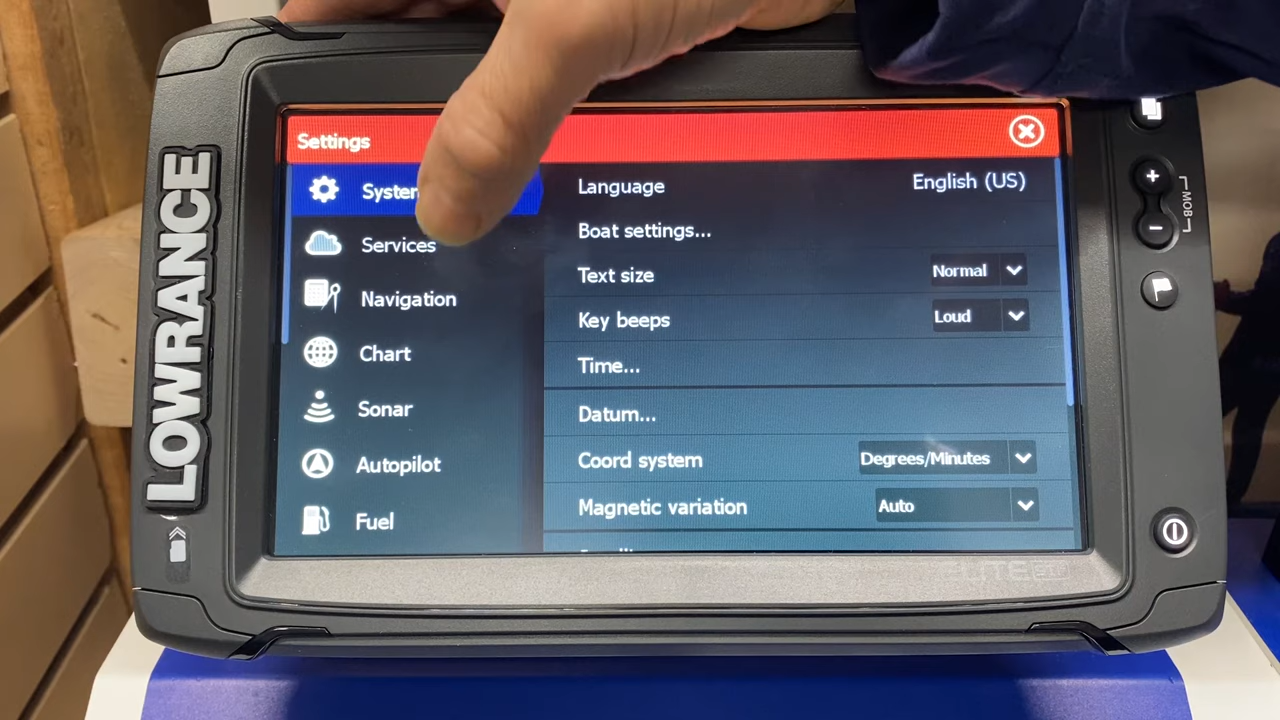 Settings
System
Services
Navigation
Chart
Sonar
Autopilot
Fuel
Language English (US)
Boat settings...
Text size Normal
Key beeps Loud
Time...
Datum...
Coord system Degrees/Minutes
Magnetic variation Auto
LOWRANCE
MOB
ELITE